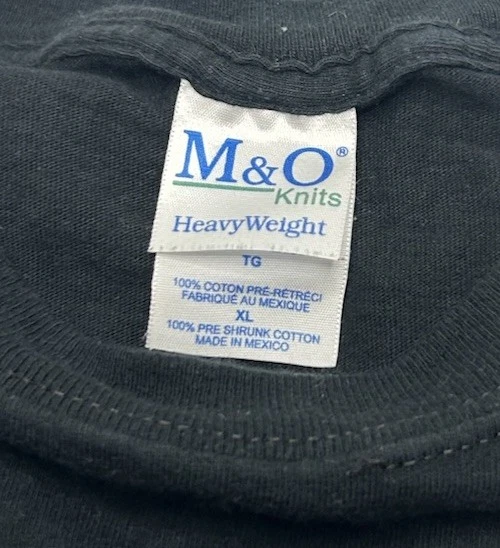 M&O®
Knits
HeavyWeight
TG
100% COTON PRÉ-RÉTRÉCI
FABRIQUÉ AU MEXIQUE
XL
100% PRE SHRUNK COTTON
MADE IN MEXICO